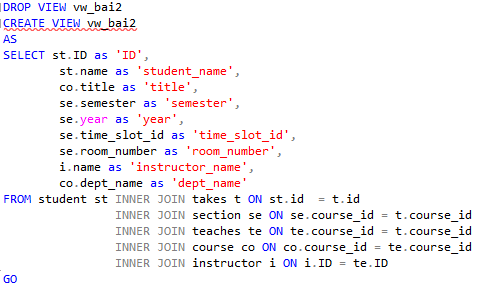 DROP VIEW vw_bai2
CREATE VIEW vw_bai2
AS
SELECT st.ID as 'ID',
st.name as 'student_name',
co.title as 'title',
se.semester as 'semester',
se.year as 'year',
se.time_slot_id as 'time_slot_id',
se.room_number as 'room_number',
i.name as 'instructor_name',
co.dept_name as 'dept_name'
FROM student st INNER JOIN takes t ON st.id  = t.id
INNER JOIN section se ON se.course_id = t.course_id
INNER JOIN teaches te ON te.course_id = t.course_id
INNER JOIN course co ON co.course_id = te.course_id
INNER JOIN instructor i ON i.ID = te.ID
GO